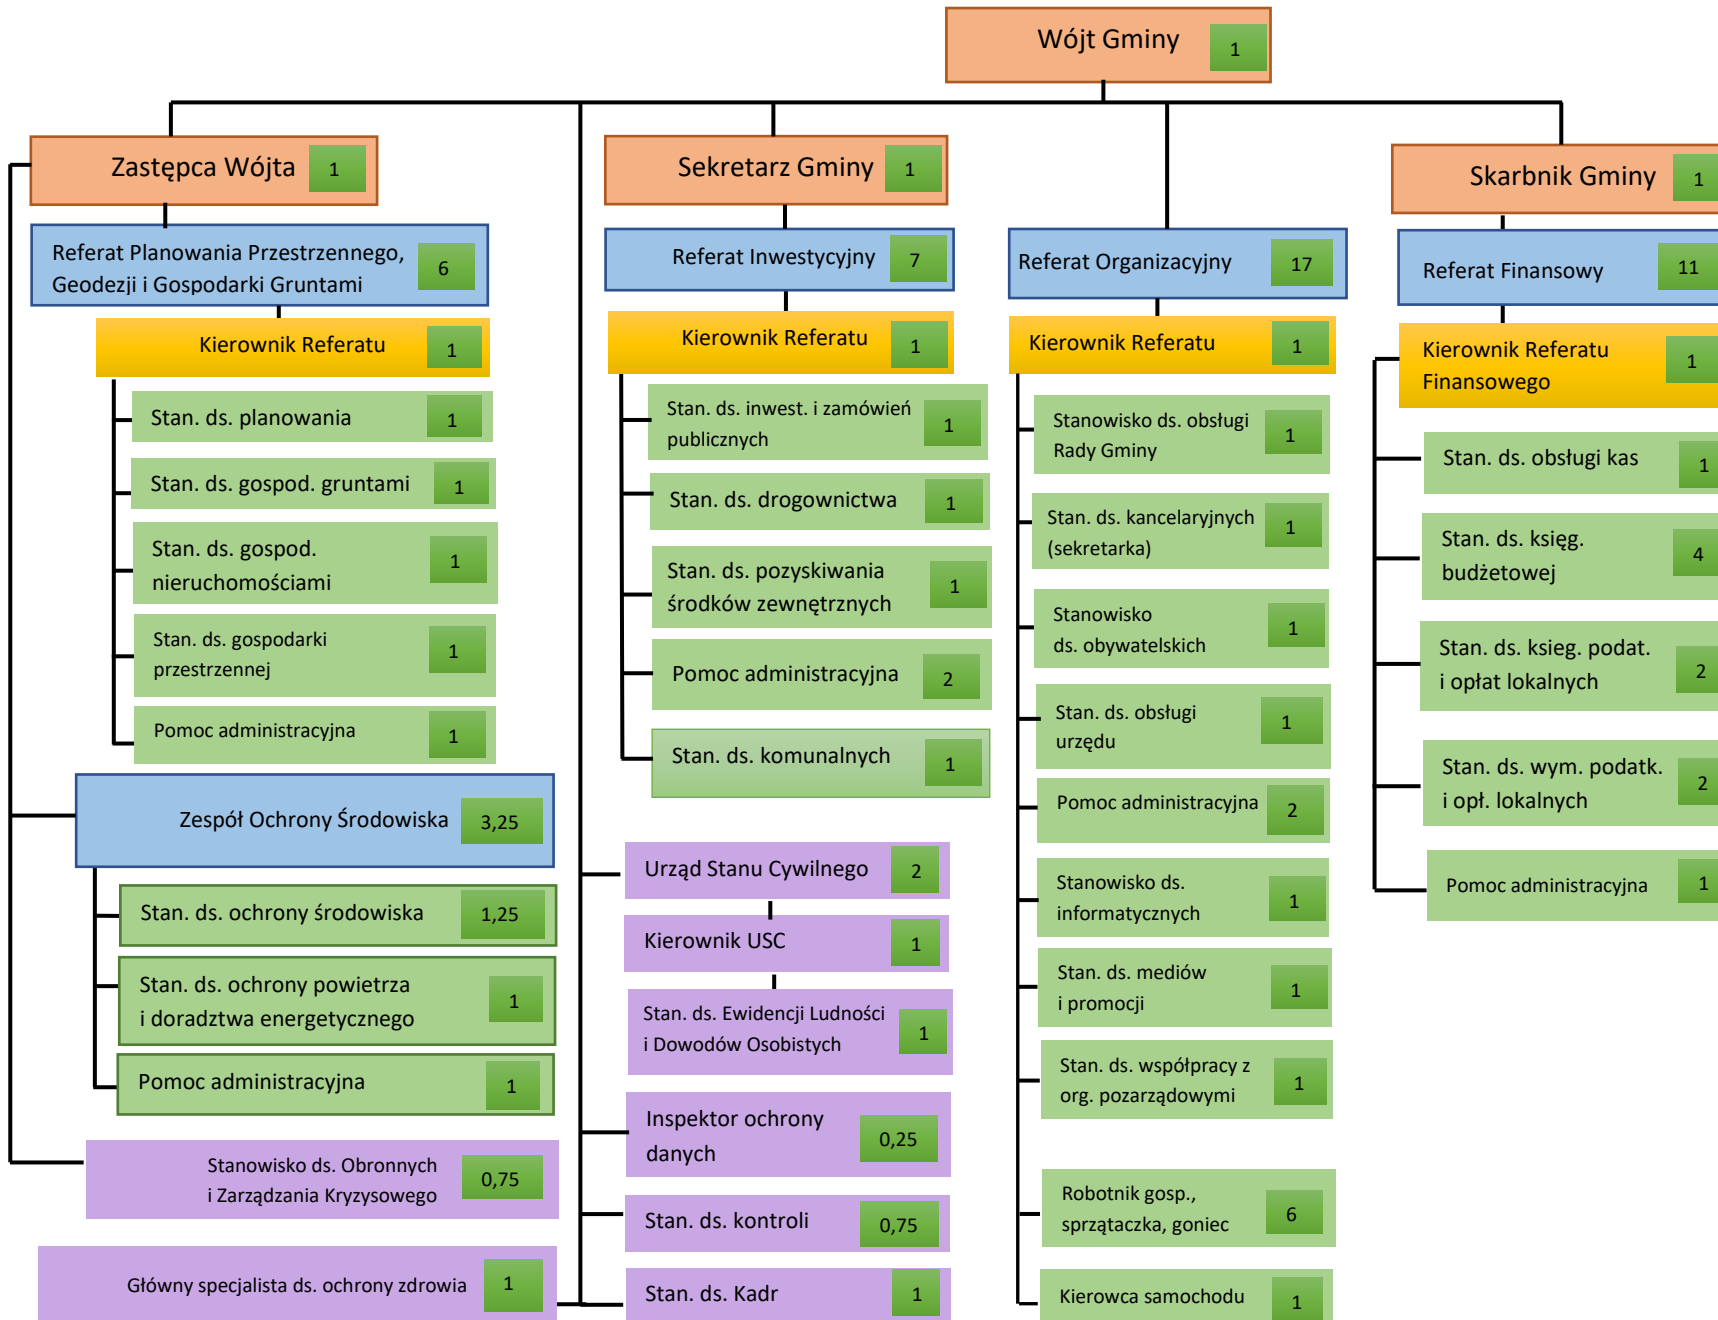 Wójt Gminy 1
Zastępca Wójta 1
Referat Planowania Przestrzennego,
Geodezji i Gospodarki Gruntami
6
Kierownik Referatu 1
Stan. ds. planowania 1
Stan. ds. gospod. gruntami 1
Stan. ds. gospod.
nieruchomościami
1
Stan. ds. gospodarki
przestrzennej
1
Pomoc administracyjna 1
Zespół Ochrony Środowiska 3,25
Stan. ds. ochrony środowiska 1,25
Stan. ds. ochrony powietrza
i doradztwa energetycznego
1
Pomoc administracyjna 1
Stanowisko ds. Obronnych
i Zarządzania Kryzysowego
0,75
Główny specjalista ds. ochrony zdrowia 1
Sekretarz Gminy 1
Referat Inwestycyjny 7
Kierownik Referatu 1
Stan. ds. inwest. i zamówień
publicznych
1
Stan. ds. drogownictwa 1
Stan. ds. pozyskiwania
środków zewnętrznych
1
Pomoc administracyjna 2
Stan. ds. komunalnych 1
Urząd Stanu Cywilnego 2
Kierownik USC 1
Stan. ds. Ewidencji Ludności
i Dowodów Osobistych
1
Inspektor ochrony
danych
0,25
Stan. ds. kontroli 0,75
Stan. ds. Kadr 1
Referat Organizacyjny 17
Kierownik Referatu 1
Stanowisko ds. obsługi
Rady Gminy
1
Stan. ds. kancelaryjnych
(sekretarka)
1
Stanowisko
ds. obywatelskich
1
Stan. ds. obsługi
urzędu
1
Pomoc administracyjna 2
Stanowisko ds.
informatycznych
1
Stan. ds. mediów
i promocji
1
Stan. ds. współpracy z
org. pozarządowymi
1
Robotnik gosp.,
sprzątaczka, goniec
6
Kierowca samochodu 1
Skarbnik Gminy 1
Referat Finansowy 11
Kierownik Referatu
Finansowego
1
Stan. ds. obsługi kas 1
Stan. ds. księg.
budżetowej
4
Stan. ds. ksieg. podat.
i opłat lokalnych
2
Stan. ds. wym. podatk.
i opł. lokalnych
2
Pomoc administracyjna 1